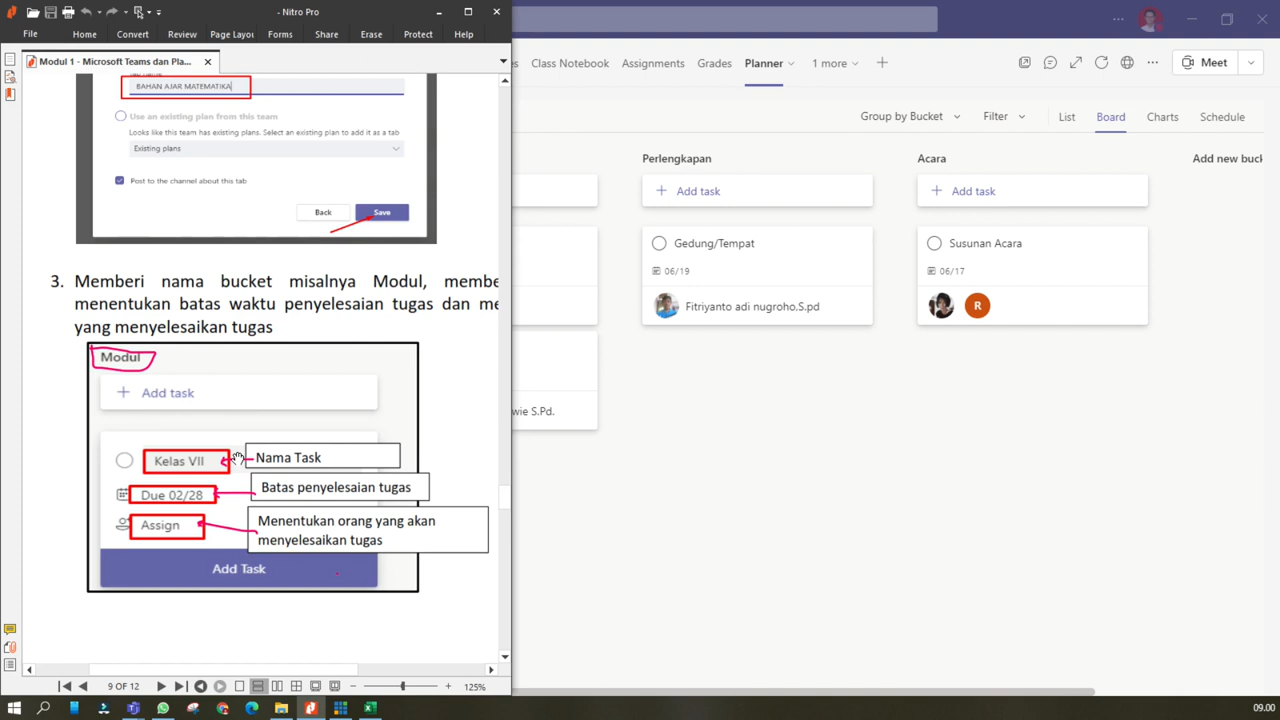 - Nitro Pro
File
Home
Convert
Review
Page Layou
Forms
Share
Erase
Protect
Help
Modul 1 - Microsoft Teams dan Pla...
BAHAN AJAR MATEMATIKA
Use an existing plan from this team
Looks like this team has existing plans. Select an existing plan to add it as a tab
Existing plans
Post to the channel about this tab
Back
Save
3. Memberi nama bucket misalnya Modul, membe
menentukan batas waktu penyelesaian tugas dan me
yang menyelesaikan tugas
Modul
+ Add task
Kelas VII
Nama Task
Due 02/28
Batas penyelesaian tugas
Assign
Menentukan orang yang akan
menyelesaikan tugas
Add Task
9 OF 12
125%
Class Notebook
Assignments
Grades
Planner
1 more
Meet
Group by Bucket
Filter
List
Board
Charts
Schedule
Perlengkapan
+ Add task
Gedung/Tempat
06/19
Fitriyanto adi nugroho,S.pd
Acara
+ Add task
Susunan Acara
06/17
R
Add new buck
wie S.Pd.
09.00